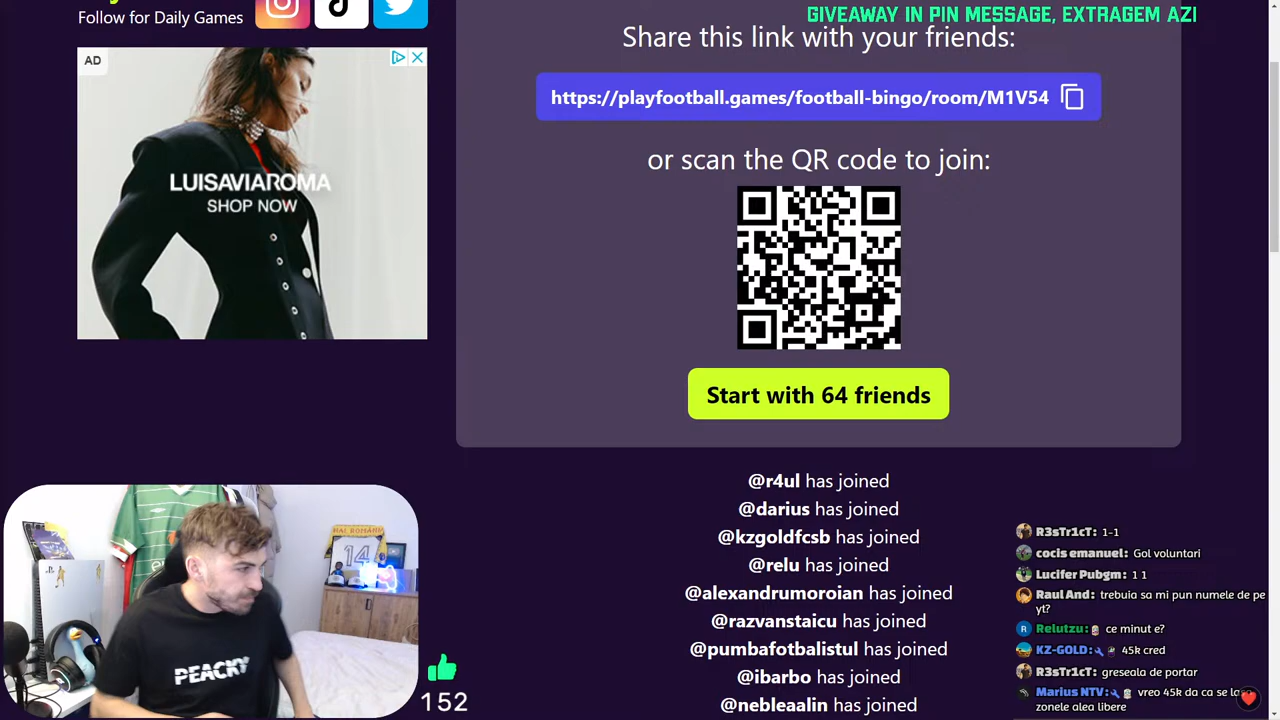 Follow for Daily Games
AD
LUISAVIAROMA
SHOP NOW
GIVEAWAY IN PIN MESSAGE, EXTRAGEM AZI
Share this link with your friends:
https://playfootball.games/football-bingo/room/M1V54
or scan the QR code to join:
Start with 64 friends
@r4ul has joined
@darius has joined
@kzgoldfcsb has joined
@relu has joined
@alexandrumoroian has joined
@razvanstaicu has joined
@pumbafotbalistul has joined
@ibarbo has joined
@nebleaalin has joined
14
PEACKY
152
R3sTr1cT: 1-1
cocis emanuel: Gol voluntari
Lucifer Pubgm: 1 1
Raul And: trebuia sa mi pun numele de pe
yt?
Relutzu: ce minut e?
KZ-GOLD: 45k cred
R3sTr1cT: greseala de portar
Marius NTV: vreo 45k da ca se la
zonele alea libere